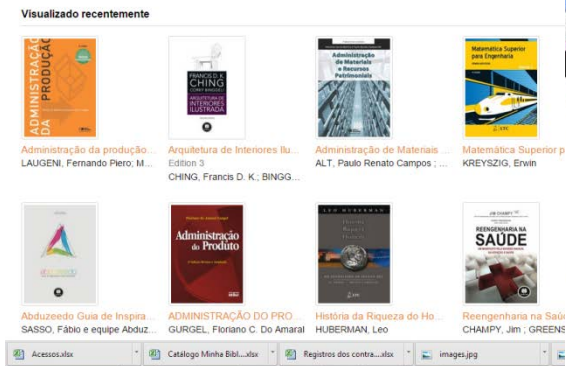 Visualizado recentemente
ADMINISTRAÇÃO
DA PRODUÇÃO
FRANCIS D. K.
CHING
CORKY BINGGELI
ARQUITETURA DE
INTERIORES
ILUSTRADA
Administração
de Materiais
e Recursos
Patrimoniais
Matemática Superior
para Engenharia
Administração da produção...
LAUGENI, Fernando Piero; M...
Arquitetura de Interiores Ilu...
Edition 3
CHING, Francis D. K.; BINGG...
Administração de Materiais ...
ALT, Paulo Renato Campos ; ...
Matemática Superior p
KREYSZIG, Erwin
Administração
do Produto
LEO HUBERMAN
História
da
Riqueza
do
Homem
JIM CHAMPY
REENGENHARIA NA
SAÚDE
Abduzeedo Guia de Inspira...
SASSO, Fábio e equipe Abduz...
ADMINISTRAÇÃO DO PRO...
GURGEL, Floriano C. Do Amaral
História da Riqueza do Ho...
HUBERMAN, Leo
Reengenharia na Saúd
CHAMPY, Jim ; GREENS
Acessos.xlsx
Catálogo Minha Bibl....xlsx
Registros dos contra....xlsx
images.jpg